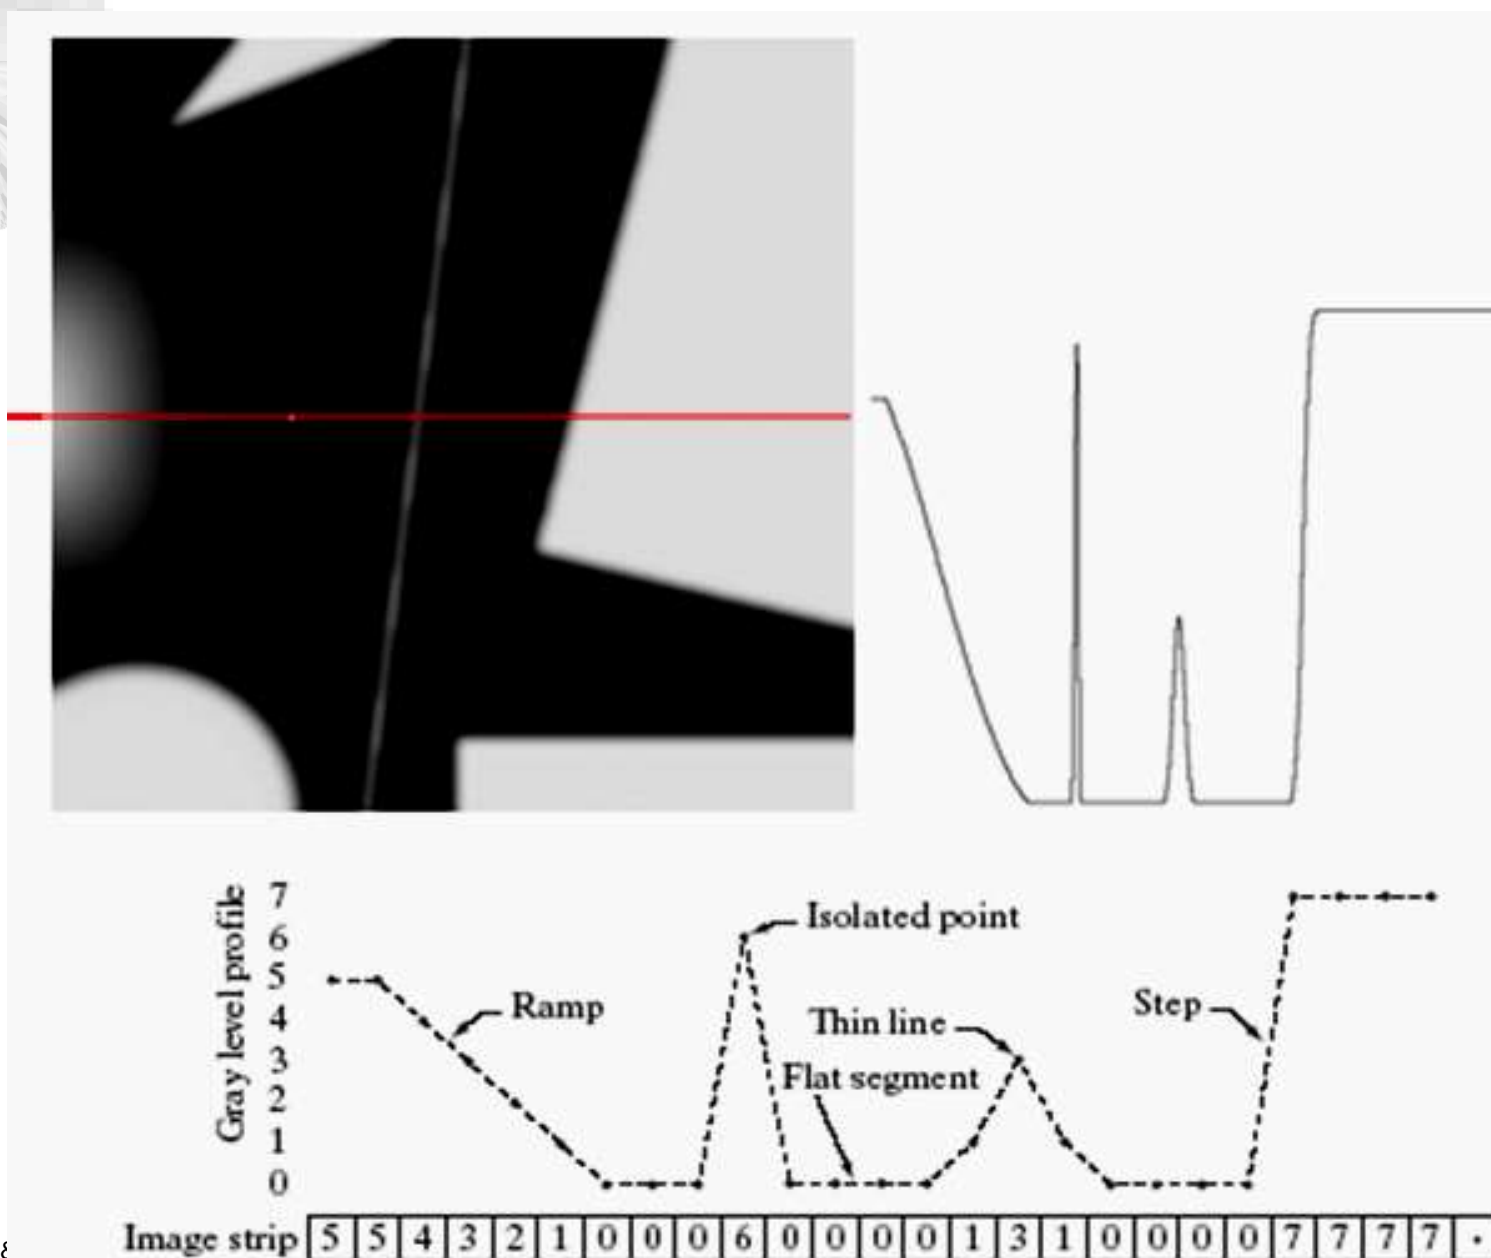 Gray level profile
7
6
5
4
3
2
1
0
Isolated point
Ramp
Thin line
Step
Flat segment
Image strip 5 5 4 3 2 1 0 0 0 6 0 0 0 0 1 3 1 0 0 0 0 7 7 7 7 ·